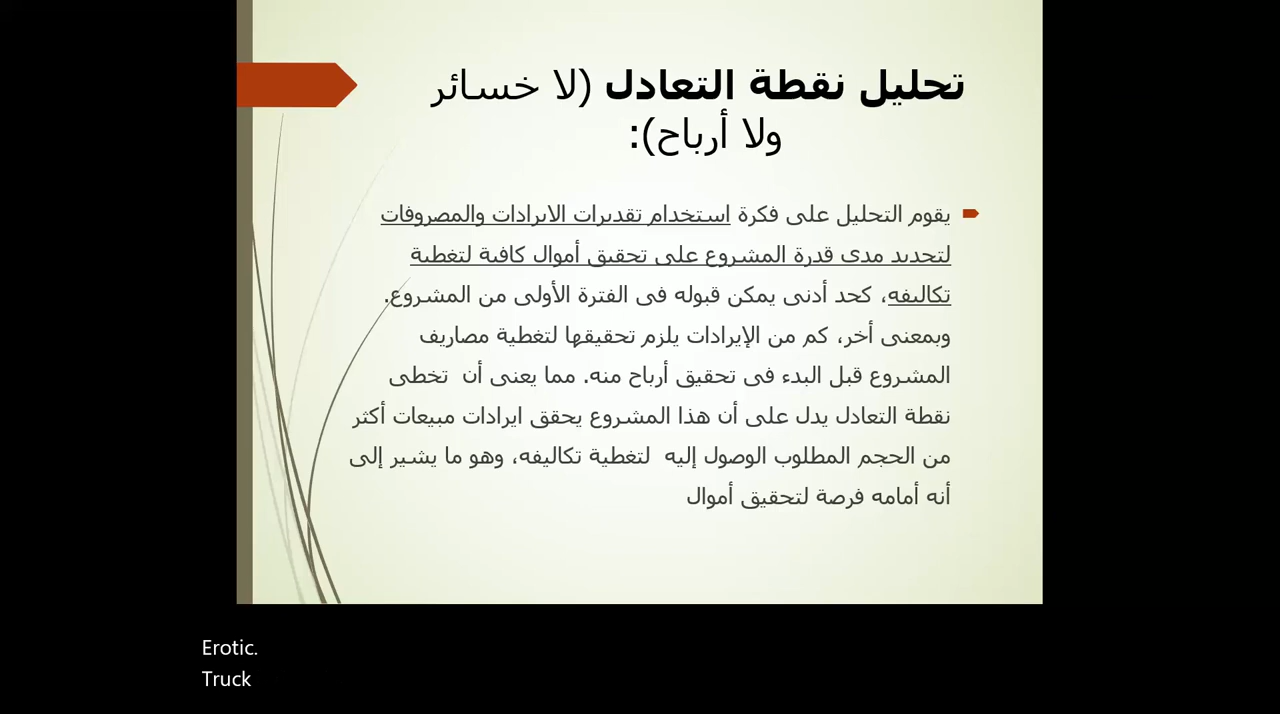 تحليل نقطة التعادل (لا خسائر
ولا أرباح):
يقوم التحليل على فكرة استخدام تقديرات الايرادات والمصروفات
لتحديد مدى قدرة المشروع على تحقيق أموال كافية لتغطية
تكاليفه، كحد أدنى يمكن قبوله فى الفترة الأولى من المشروع.
وبمعنى أخر، كم من الإيرادات يلزم تحقيقها لتغطية مصاريف
المشروع قبل البدء فى تحقيق أرباح منه. مما يعنى أن تخطى
نقطة التعادل يدل على أن هذا المشروع يحقق ايرادات مبيعات أكثر
من الحجم المطلوب الوصول إليه لتغطية تكاليفه، وهو ما يشير إلى
أنه أمامه فرصة لتحقيق أموال
Erotic.
Truck